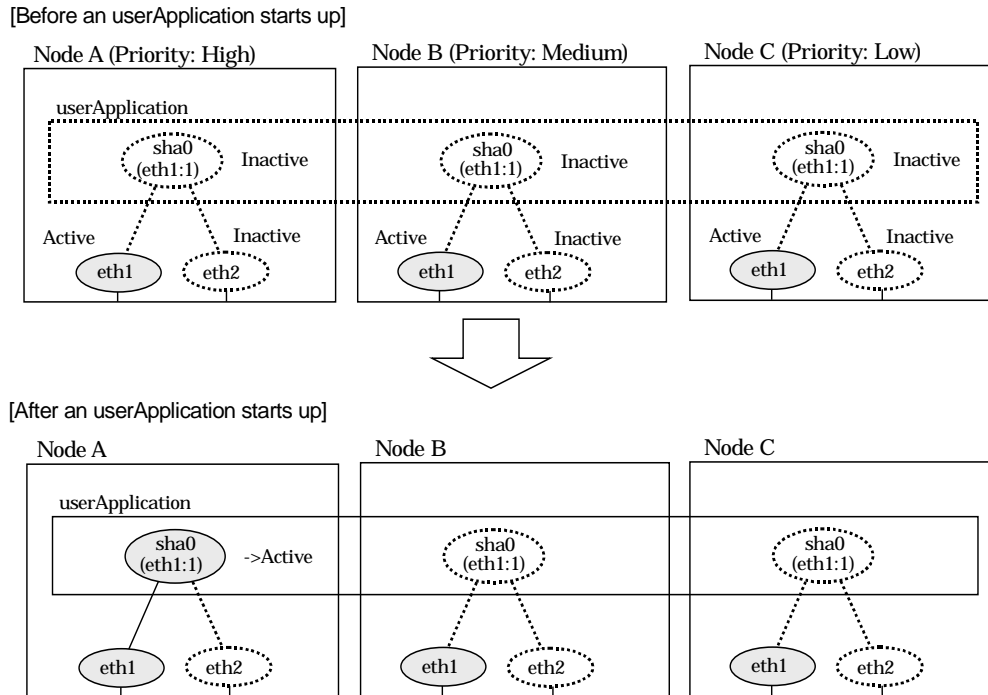 [Before an userApplication starts up]
Node A (Priority: High)
Node B (Priority: Medium)
Node C (Priority: Low)
userApplication
sha0
(eth1:1)
Inactive
sha0
(eth1:1)
Inactive
sha0
(eth1:1)
Inactive
Active
Inactive
Active
Inactive
Active
Inactive
eth1
eth2
eth1
eth2
eth1
eth2
[After an userApplication starts up]
Node A
Node B
Node C
userApplication
sha0
(eth1:1)
->Active
sha0
(eth1:1)
sha0
(eth1:1)
eth1
eth2
eth1
eth2
eth1
eth2